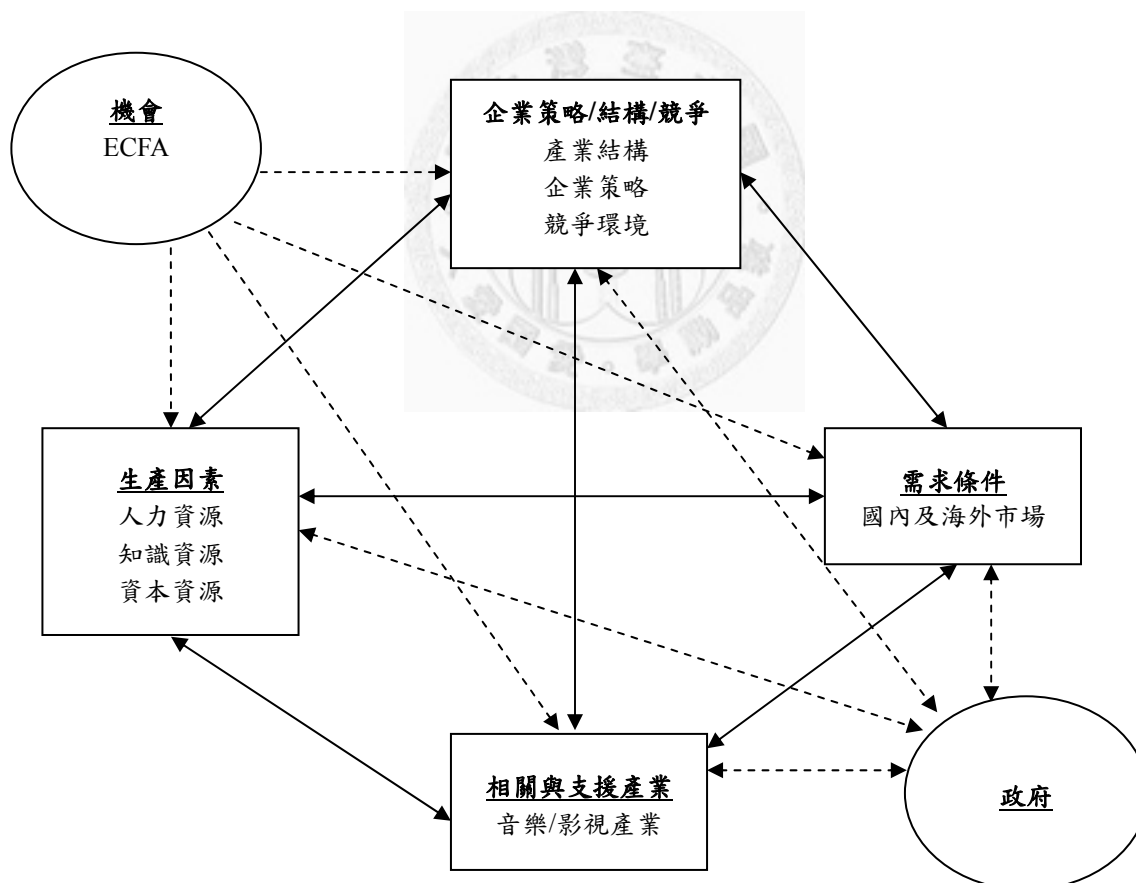 機會
ECFA
企業策略/結構/競爭
產業結構
企業策略
競爭環境
生產因素
人力資源
知識資源
資本資源
需求條件
國內及海外市場
相關與支援產業
音樂/影視產業
政府